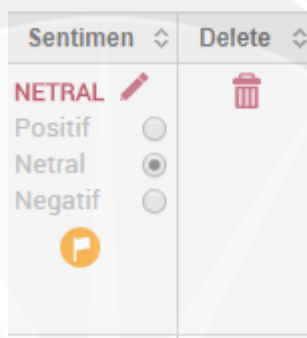 Sentimen Delete
NETRAL
Positif
Netral
Negatif